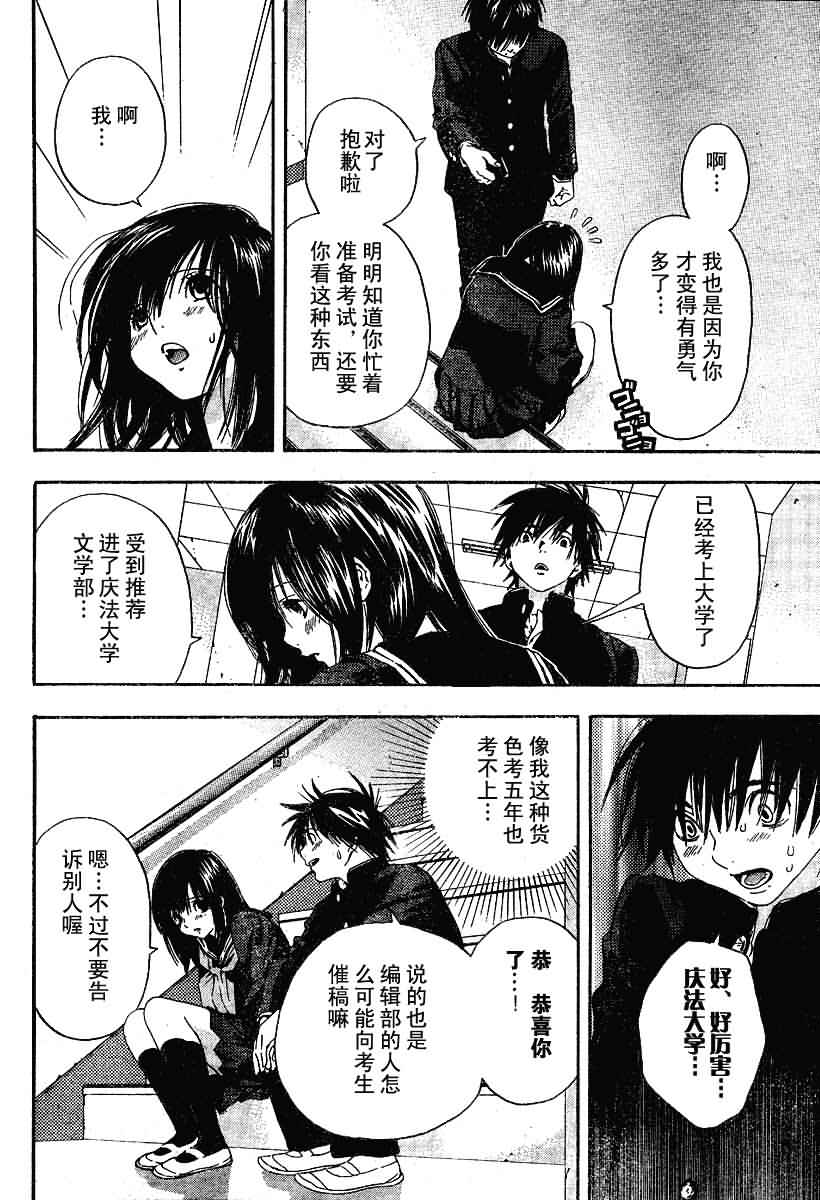 啊…
我也是因为你
才变得有勇气
多了…
ゴニョゴニョ
对了
抱歉啦
明明知道你忙着
准备考试，还要
你看这种东西
啊
我…
已经考上大学了
受到推荐
进了庆法大学
文学部…
好、好厉害…
庆法大学…
像我这种货
色考五年也
考不上…
恭 恭喜你
了…！
说的也是
编辑部的人怎
么可能向考生
催稿嘛
嗯…不过不要告
诉别人喔